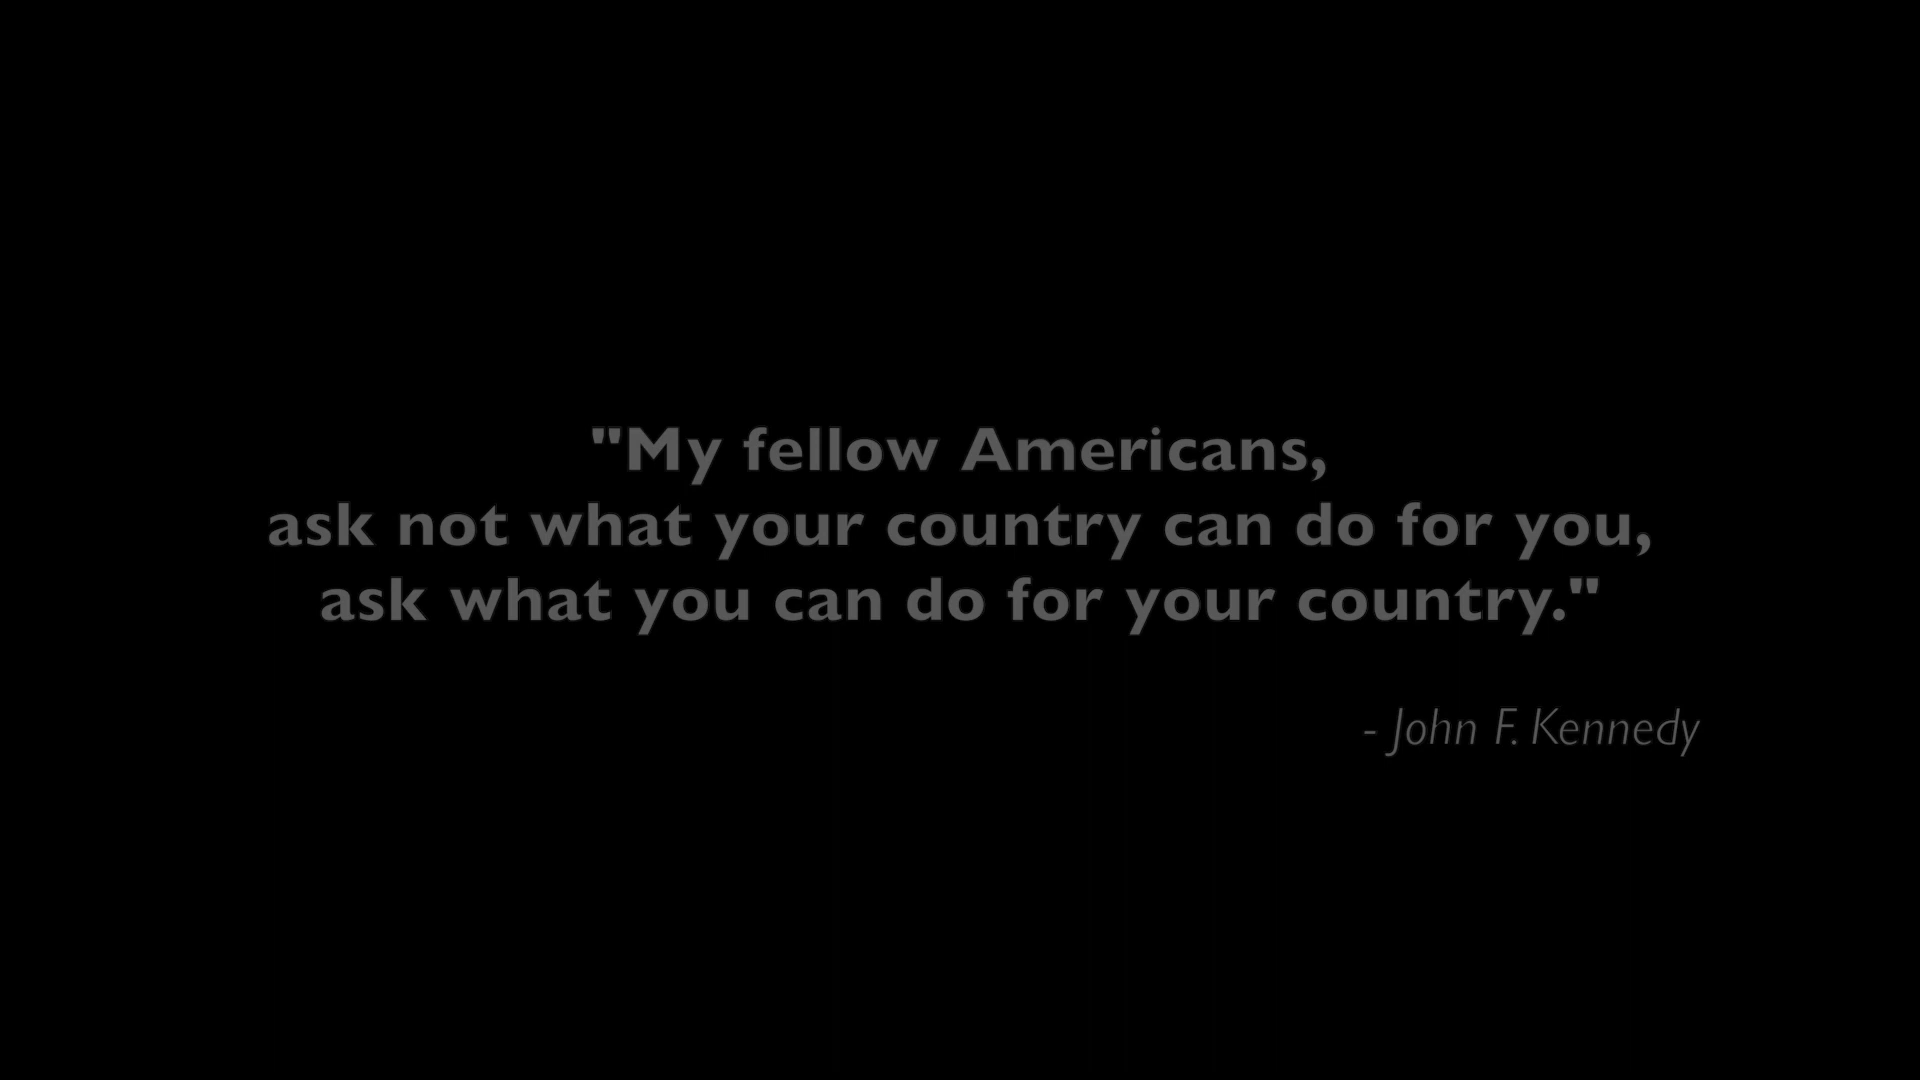 "My fellow Americans,
ask not what your country can do for you,
ask what you can do for your country."
- John F. Kennedy